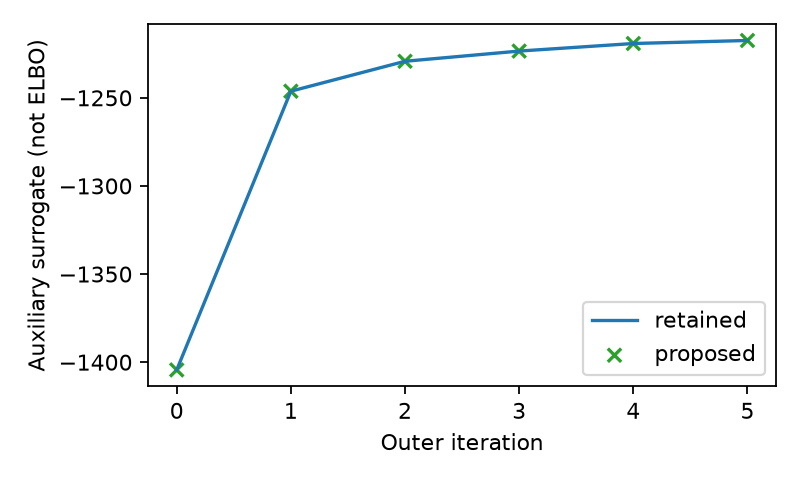 Auxiliary surrogate (not ELBO)
−1250
−1300
−1350
−1400
retained
proposed
0 1 2 3 4 5
Outer iteration